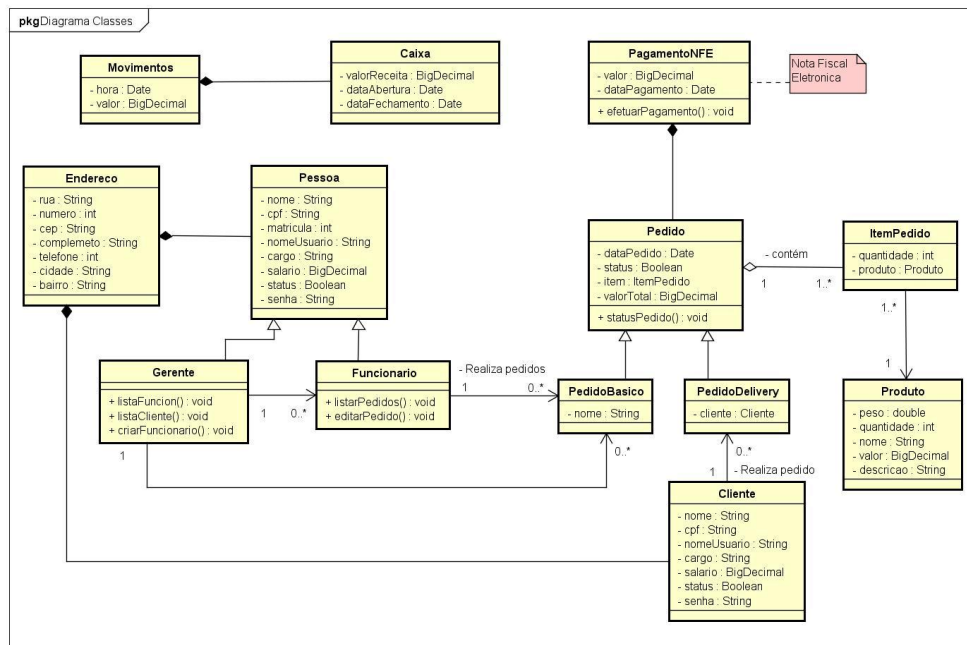 pkg Diagrama Classes
Movimentos
- hora : Date
- valor : BigDecimal
Caixa
- valorReceita : BigDecimal
- dataAbertura : Date
- dataFechamento : Date
PagamentoNFE
- valor : BigDecimal
- dataPagamento : Date
+ efetuarPagamento() : void
Nota Fiscal
Eletronica
Endereco
- rua : String
- numero : int
- cep : String
- complemeto : String
- telefone : int
- cidade : String
- bairro : String
Pessoa
- nome : String
- cpf : String
- matricula : int
- nomeUsuario : String
- cargo : String
- salario : BigDecimal
- status : Boolean
- senha : String
Pedido
- dataPedido : Date
- status : Boolean
- item : ItemPedido
- valorTotal : BigDecimal
+ statusPedido() : void
- contém
1
1..*
ItemPedido
- quantidade : int
- produto : Produto
1..*
1
Gerente
+ listaFuncion() : void
+ listaCliente() : void
+ criarFuncionario() : void
1
0..*
1
Funcionario
+ listarPedidos() : void
+ editarPedido() : void
- Realiza pedidos
1
0..*
PedidoBasico
- nome : String
0..*
PedidoDelivery
- cliente : Cliente
0..*
1
- Realiza pedido
Produto
- peso : double
- quantidade : int
- nome : String
- valor : BigDecimal
- descricao : String
Cliente
- nome : String
- cpf : String
- nomeUsuario : String
- cargo : String
- salario : BigDecimal
- status : Boolean
- senha : String